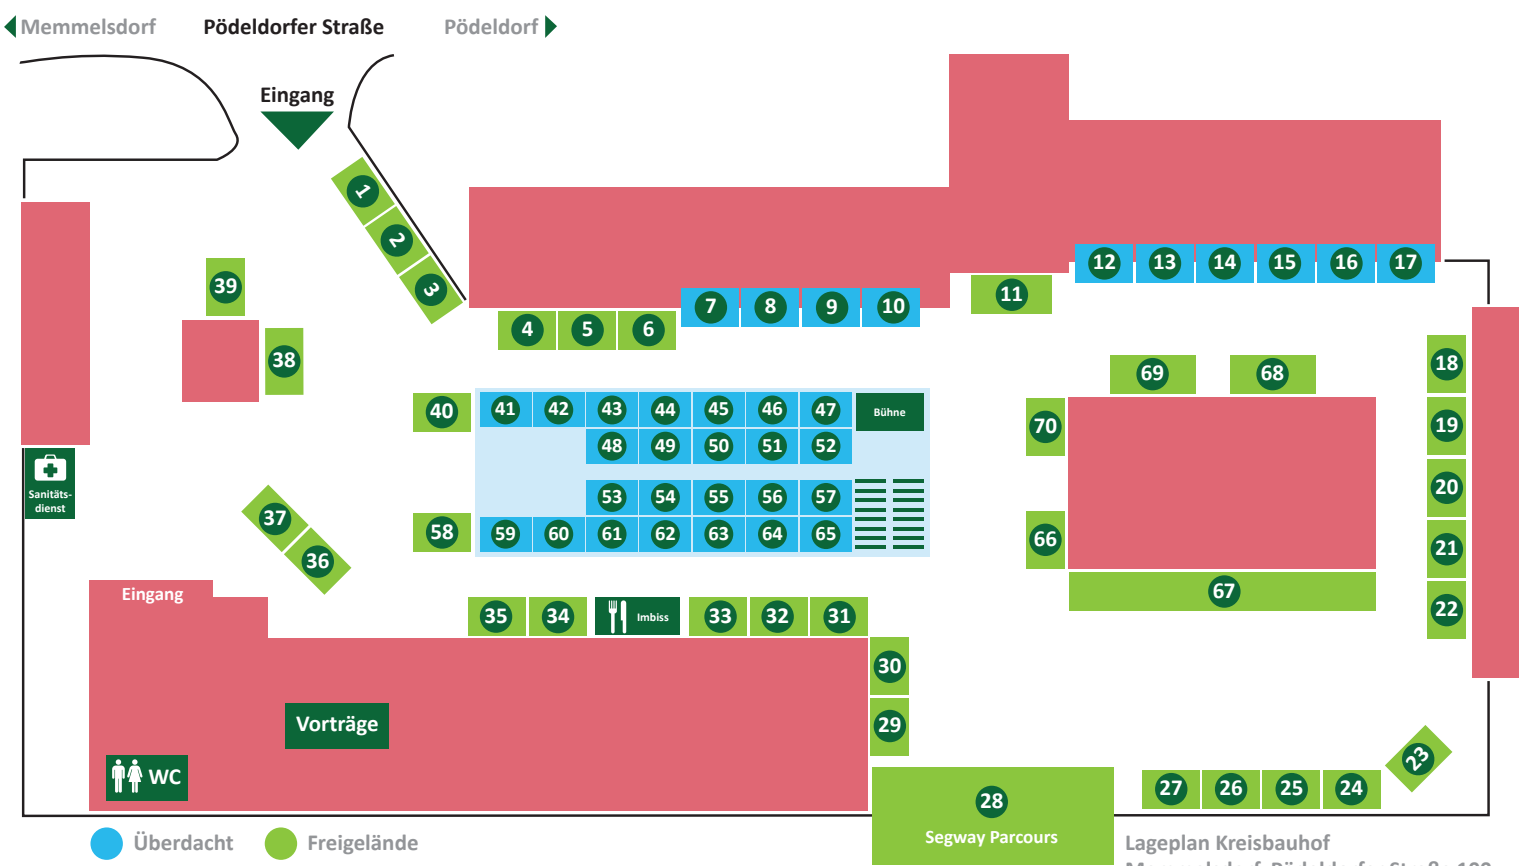 Memmelsdorf Pödeldorfer Straße Pödeldorf
Eingang
1
2
3
39
38
4 5 6 7 8 9 10
11
12 13 14 15 16 17
18
19
20
21
22
69 68
70
66
67
40
41 42 43 44 45 46 47 Bühne
48 49 50 51 52
53 54 55 56 57
58
59 60 61 62 63 64 65
Sanitäts-
dienst
37
36
Eingang
35 34 Imbiss 33 32 31
30
29
Vorträge
WC
28
Segway Parcours
27 26 25 24 23
Überdacht Freigelände
Lageplan Kreisbauhof